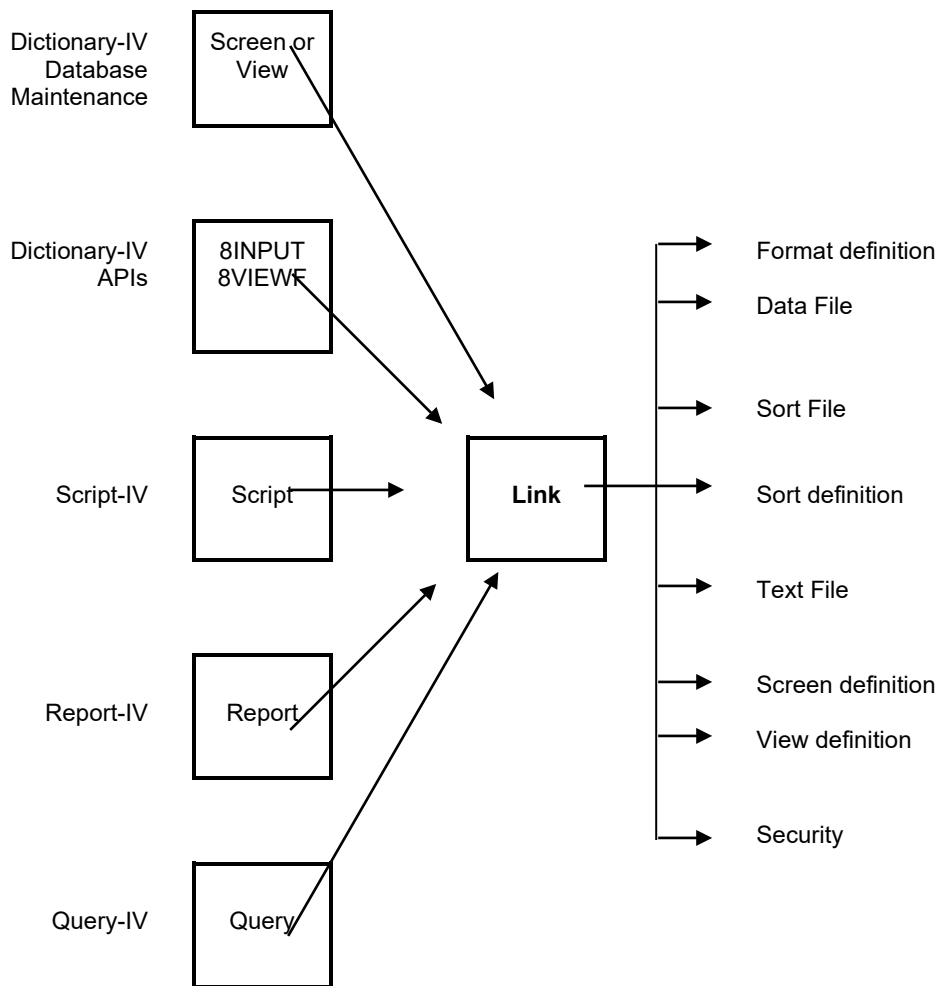 Dictionary-IV
Database
Maintenance
Screen or
View
Dictionary-IV
APIs
8INPUT
8VIEWF
Script-IV
Script
Report-IV
Report
Query-IV
Query
Link
Format definition
Data File
Sort File
Sort definition
Text File
Screen definition
View definition
Security